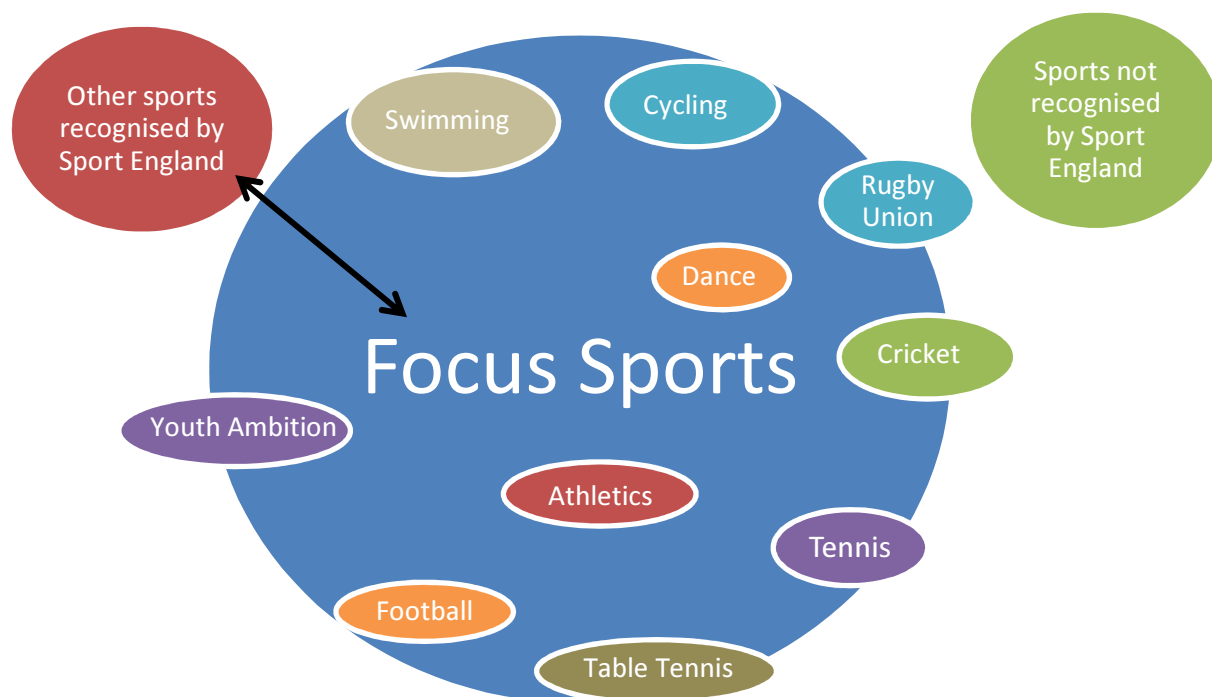 Other sports
recognised by
Sport England
Swimming
Cycling
Sports not
recognised
by Sport
England
Rugby
Union
Dance
Focus Sports
Cricket
Youth Ambition
Athletics
Tennis
Football
Table Tennis